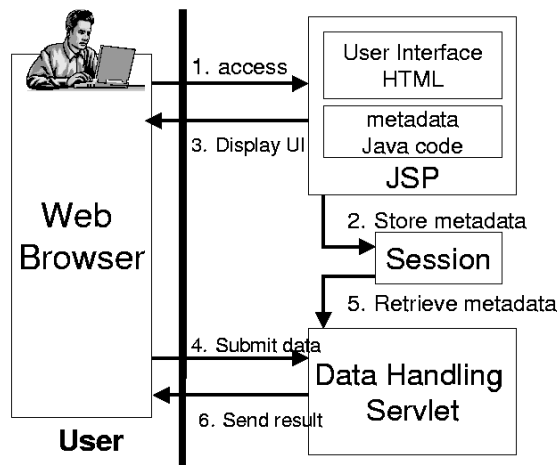 1. access
User Interface
HTML
metadata
Java code
JSP
3. Display UI
Web
Browser
2. Store metadata
Session
5. Retrieve metadata
4. Submit data
Data Handling
Servlet
6. Send result
User